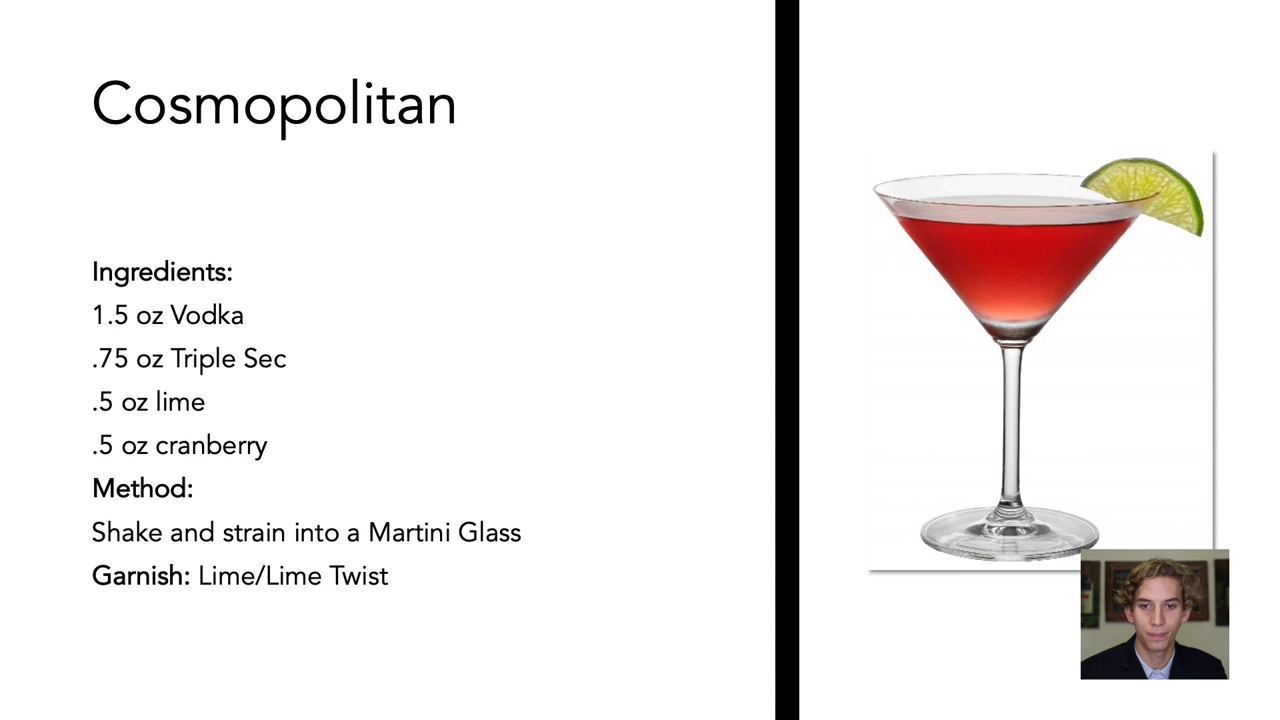 Cosmopolitan
Ingredients:
1.5 oz Vodka
.75 oz Triple Sec
.5 oz lime
.5 oz cranberry
Method:
Shake and strain into a Martini Glass
Garnish: Lime/Lime Twist